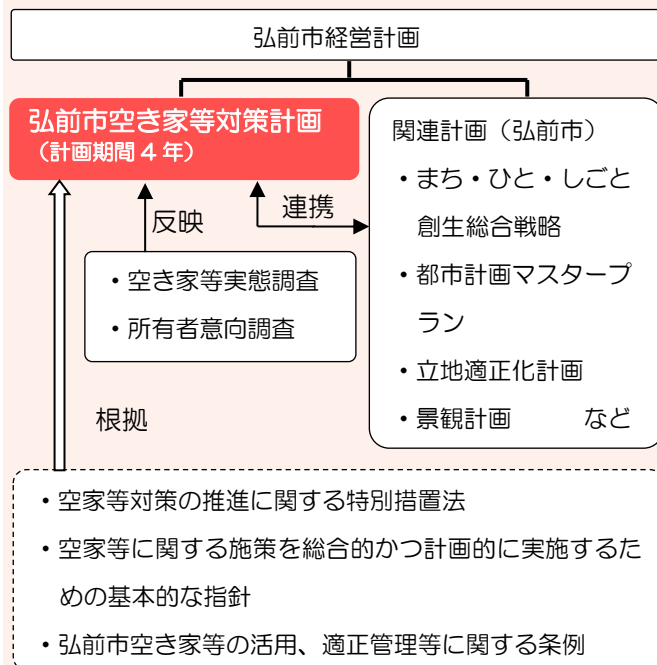 弘前市経営計画
弘前市空き家等対策計画
(計画期間4年)
関連計画(弘前市)
・まち・ひと・しごと
創生総合戦略
・都市計画マスタープ
ラン
・立地適正化計画
・景観計画 など
反映
連携
・空き家等実態調査
・所有者意向調査
根拠
・空家等対策の推進に関する特別措置法
・空家等に関する施策を総合的かつ計画的に実施するた
めの基本的な指針
・弘前市空き家等の活用、適正管理等に関する条例